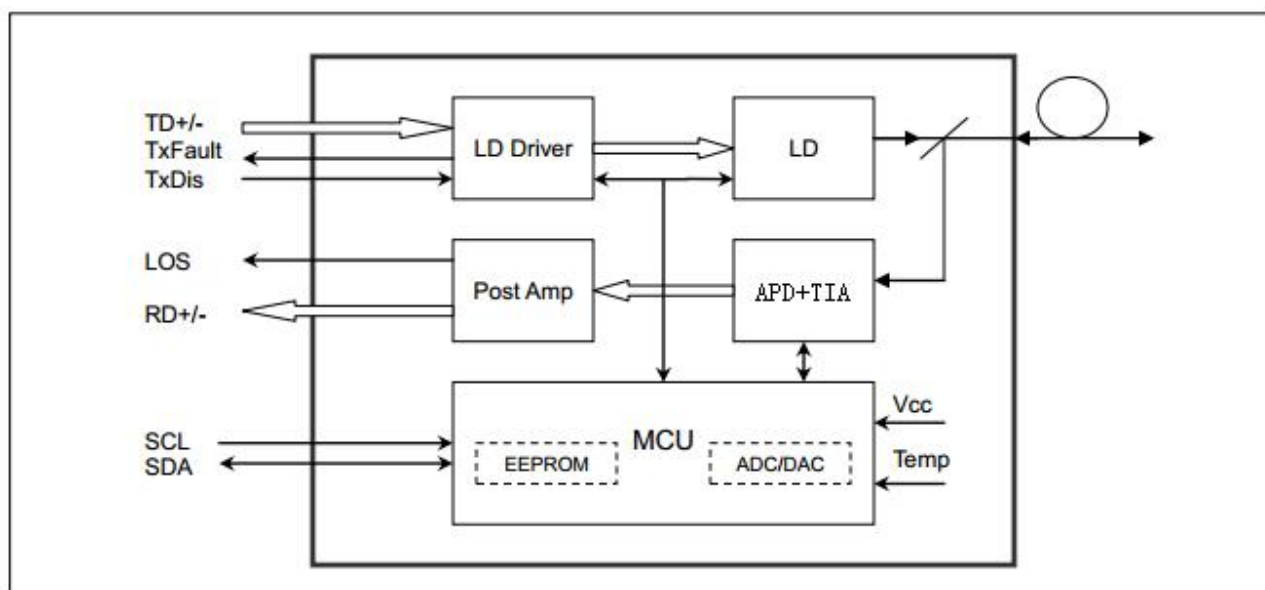 TD+/-
TxFault
TxDis
LD Driver
LD
LOS
RD+/-
Post Amp
APD+TIA
SCL
SDA
MCU
EEPROM
ADC/DAC
Vcc
Temp